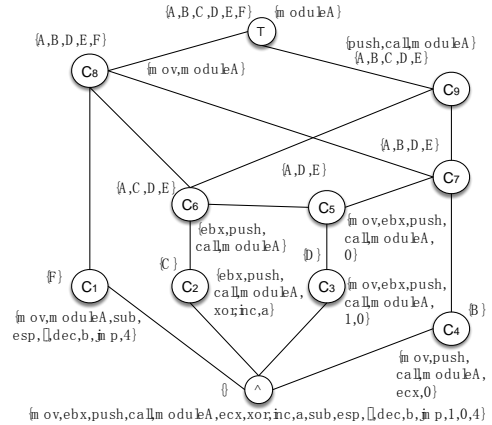 {A,B,C,D,E,F} {moduleA}
T
{A,B,D,E,F}
{push,call,moduleA}
{A,B,C,D,E}
C8
{mov,moduleA}
C9
{A,B,D,E}
{A,D,E}
C7
{A,C,D,E}
C6
C5
{ebx,push,
call,moduleA}
{mov,ebx,push,
call,moduleA,
0}
{F}
{C}
{D}
C1
C2
{ebx,push,
call,moduleA,
xor,inc,a}
C3
{mov,ebx,push,
call,moduleA,
1,0}
{B}
C4
{mov,moduleA,sub,
esp,[],dec,b,jmp,4}
{mov,push,
call,moduleA,
ecx,0}
{}
^
{mov,ebx,push,call,moduleA,ecx,xor,inc,a,sub,esp,[],dec,b,jmp,1,0,4}